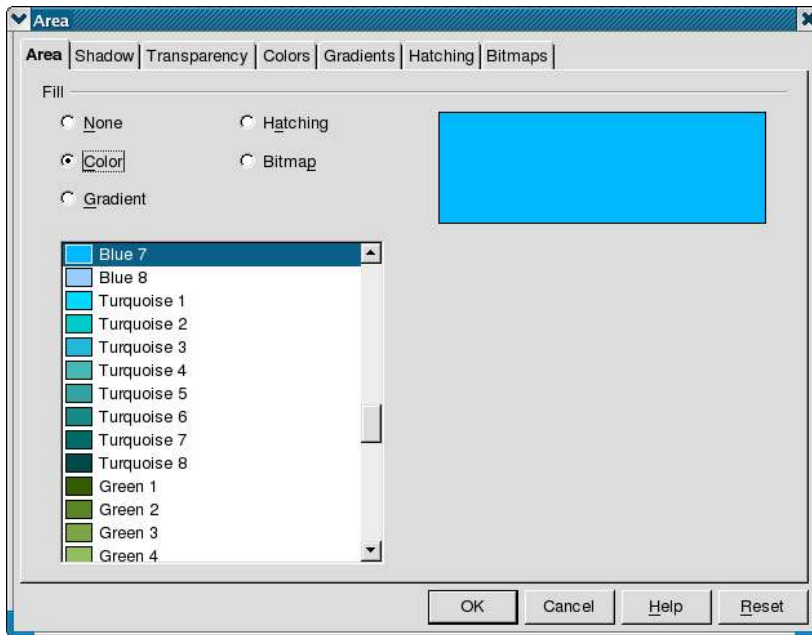 Area
Area Shadow Transparency Colors Gradients Hatching Bitmaps
Fill
None Hatching
Color Bitmap
Gradient
Blue 7
Blue 8
Turquoise 1
Turquoise 2
Turquoise 3
Turquoise 4
Turquoise 5
Turquoise 6
Turquoise 7
Turquoise 8
Green 1
Green 2
Green 3
Green 4
OK Cancel Help Reset